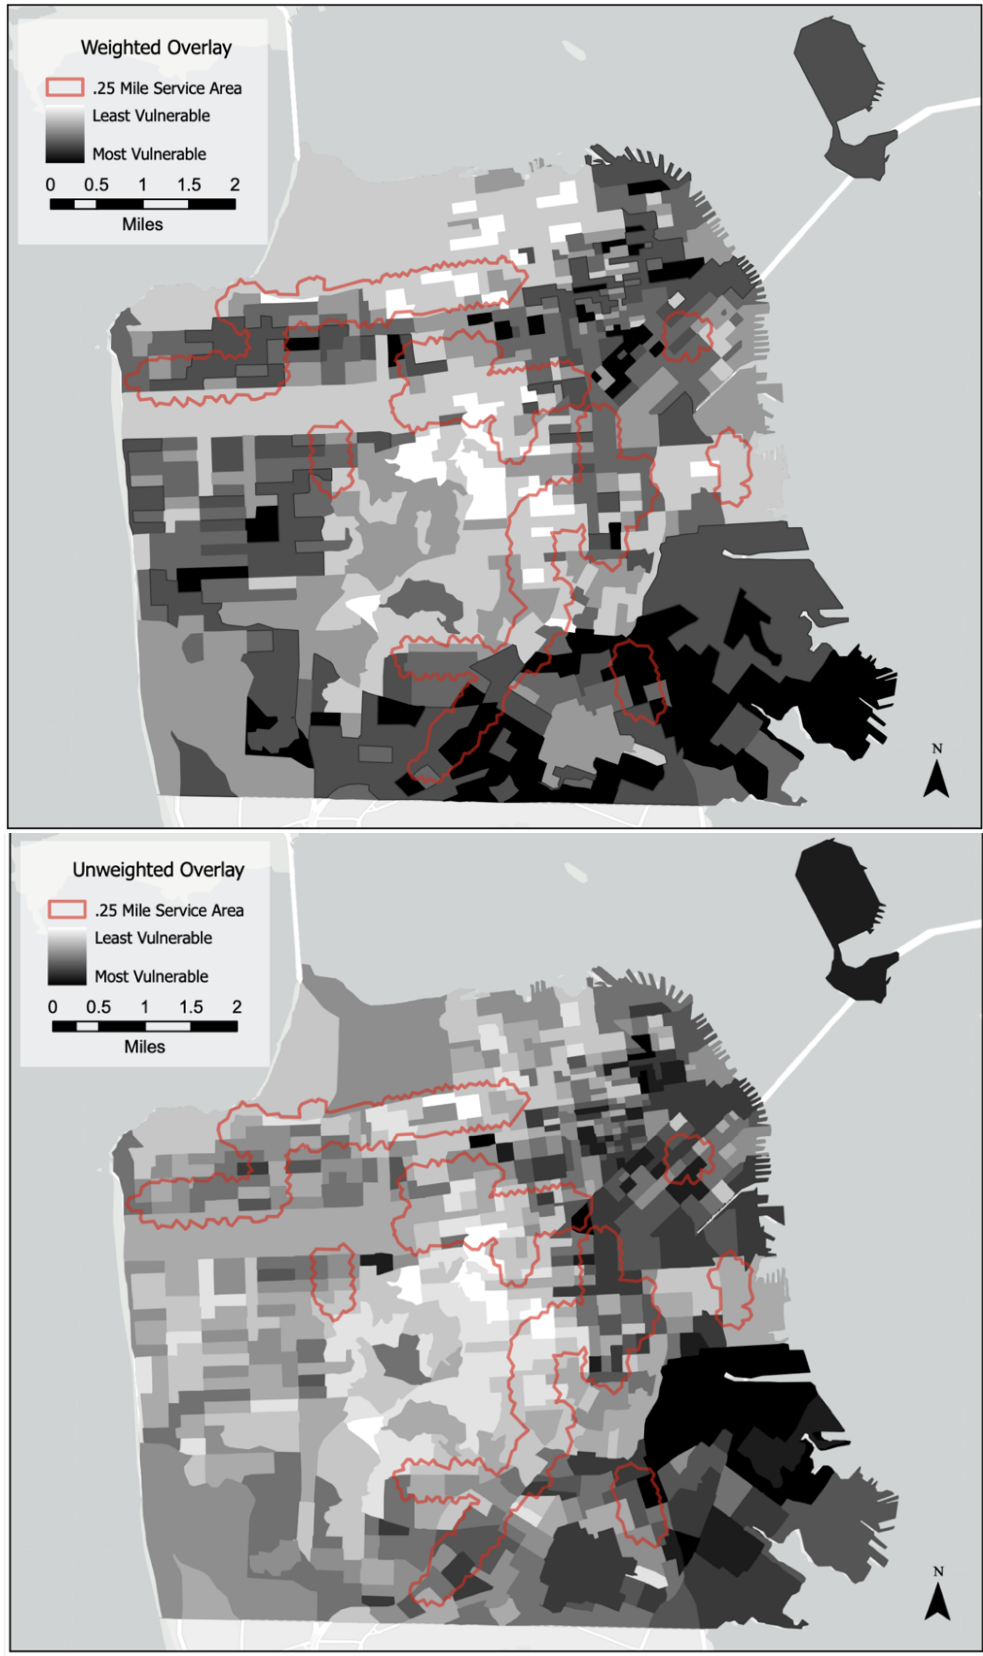 Weighted Overlay
.25 Mile Service Area
Least Vulnerable
Most Vulnerable
0 0.5 1 1.5 2
Miles
N
Unweighted Overlay
.25 Mile Service Area
Least Vulnerable
Most Vulnerable
0 0.5 1 1.5 2
Miles
N